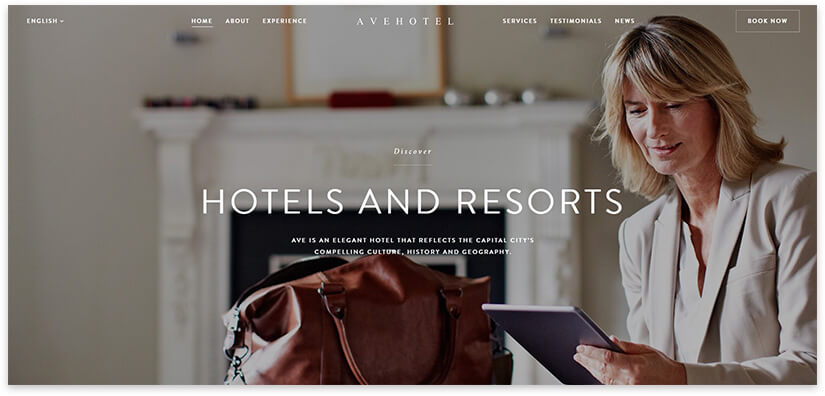 ENGLISH
HOME
ABOUT
EXPERIENCE
AVEHOTEL
SERVICES
TESTIMONIALS
NEWS
BOOK NOW
Discover
HOTELS AND RESORTS
AVE IS AN ELEGANT HOTEL THAT REFLECTS THE CAPITAL CITY'S
COMPELLING CULTURE, HISTORY AND GEOGRAPHY.